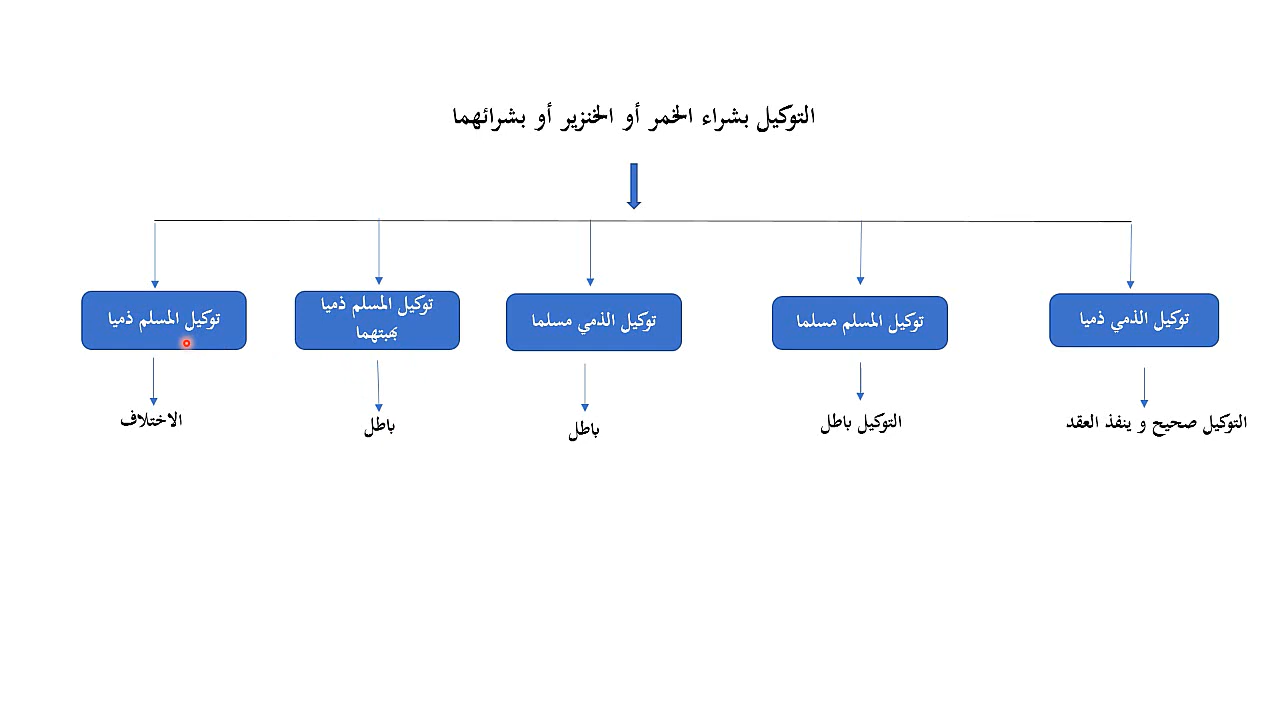 التوكيل بشراء الخمر أو الخنزير أو بشرائهما
توكيل الذمي ذميا
توكيل المسلم مسلما
توكيل الذمي مسلما
توكيل المسلم ذميا
بهبتهما
توكيل المسلم ذميا
التوكيل صحيح و ينفذ العقد
التوكيل باطل
باطل
باطل
الاختلاف